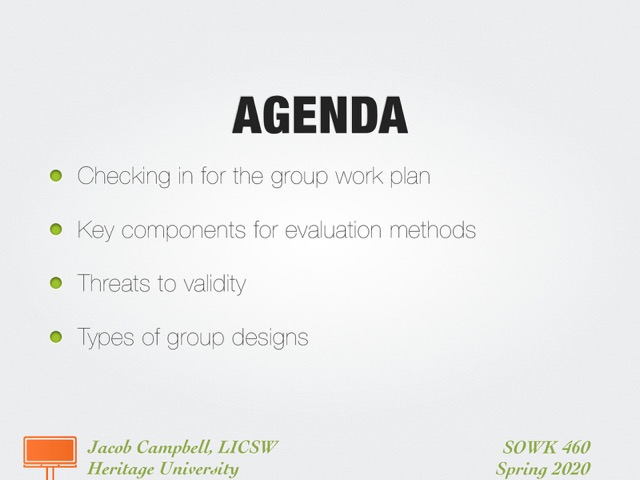 AGENDA
Checking in for the group work plan
Key components for evaluation methods
Threats to validity
Types of group designs
Jacob Campbell, LICSW
Heritage University
SOWK 460
Spring 2020